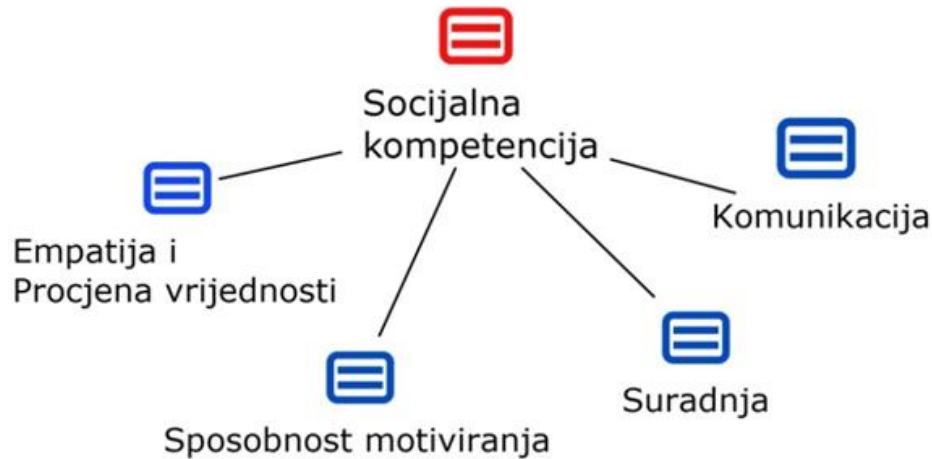 Socijalna
kompetencija
Komunikacija
Empatija i
Procjena vrijednosti
Suradnja
Sposobnost motiviranja